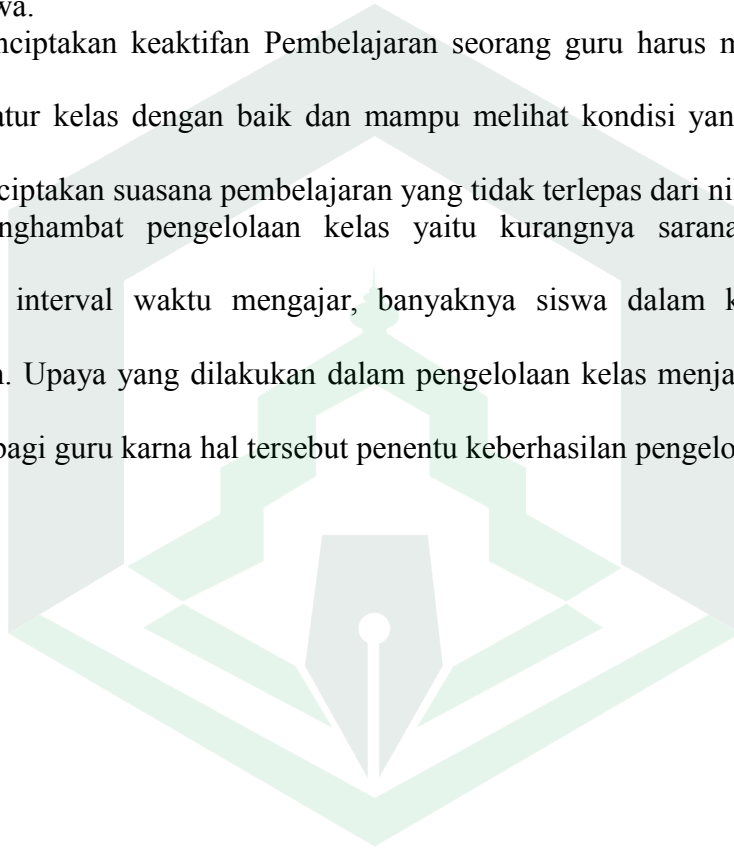 wa.
nciptakan keaktifan Pembelajaran seorang guru harus m
atur kelas dengan baik dan mampu melihat kondisi yan
ciptakan suasana pembelajaran yang tidak terlepas dari ni
nghambat pengelolaan kelas yaitu kurangnya sarana
interval waktu mengajar, banyaknya siswa dalam k
n. Upaya yang dilakukan dalam pengelolaan kelas menja
bagi guru karna hal tersebut penentu keberhasilan pengelo